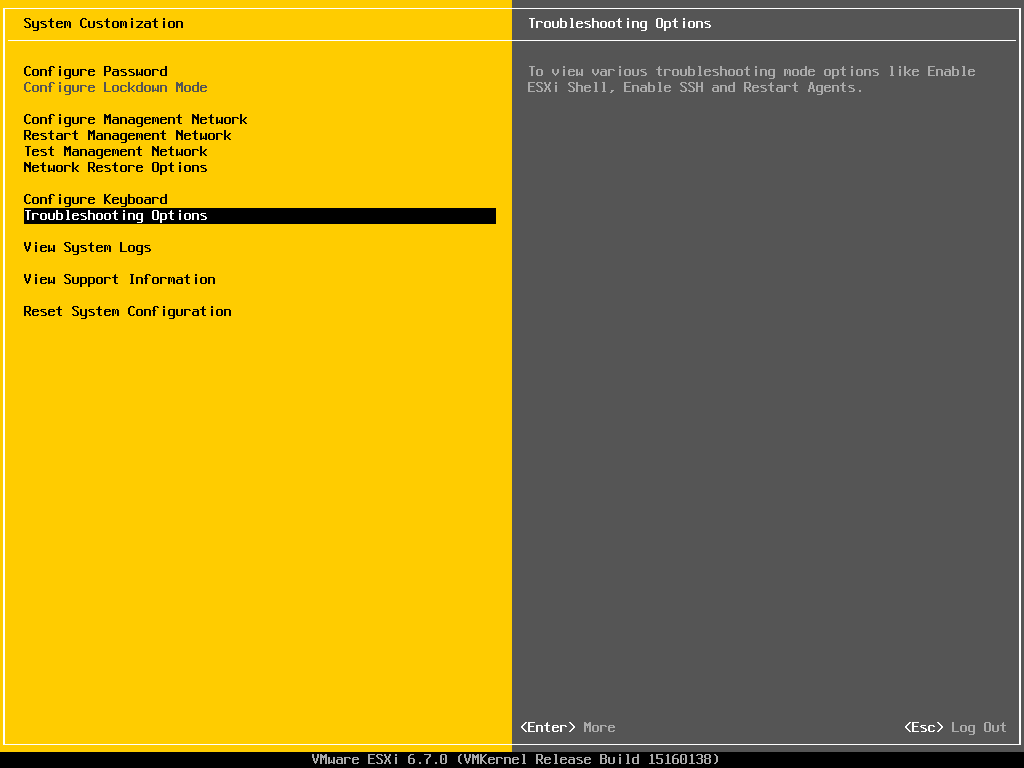 System Customization
Configure Password
Configure Lockdown Mode
Configure Management Network
Restart Management Network
Test Management Network
Network Restore Options
Configure Keyboard
Troubleshooting Options
View System Logs
View Support Information
Reset System Configuration
Troubleshooting Options
To view various troubleshooting mode options like Enable
ESXi Shell, Enable SSH and Restart Agents.
<Enter> More
<Esc> Log Out
VMware ESXi 6.7.0 (VMKernel Release Build 15160138)